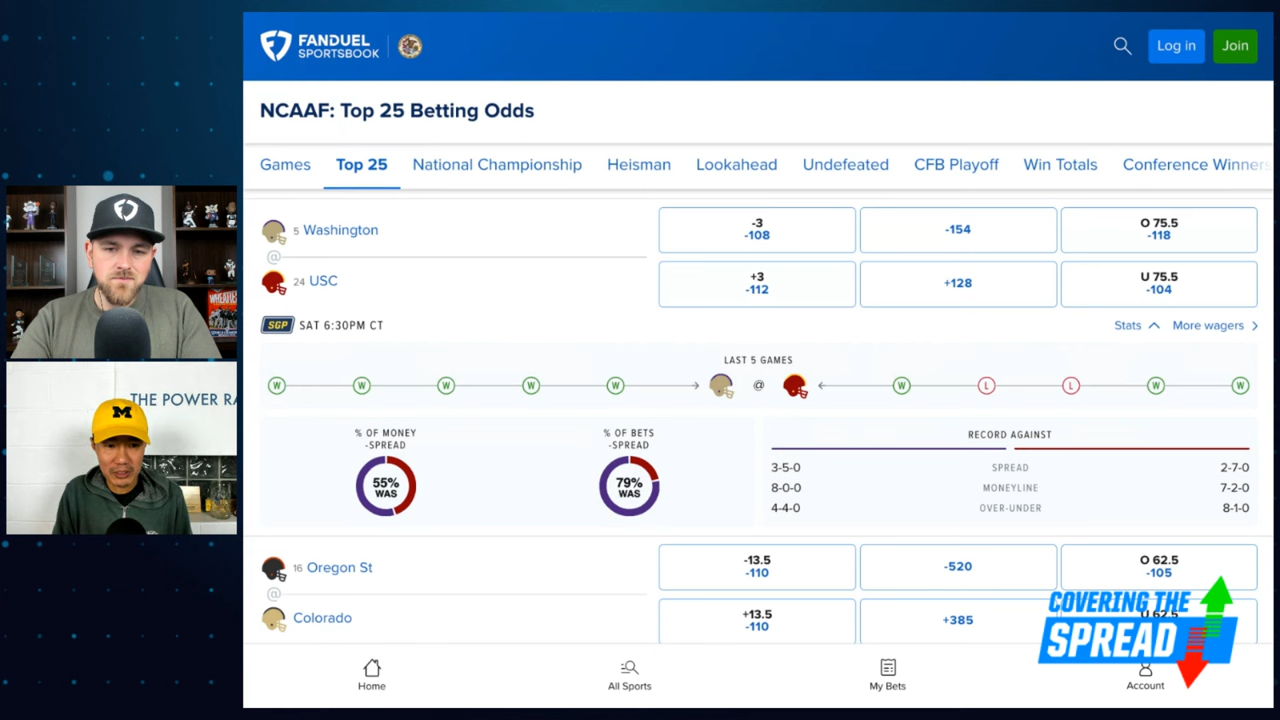 FANDUEL
SPORTSBOOK
Log in
Join
NCAAF: Top 25 Betting Odds
Games
Top 25
National Championship
Heisman
Lookahead
Undefeated
CFB Playoff
Win Totals
Conference Winners
5 Washington
-3
-108
-154
O 75.5
-118
@
24 USC
+3
-112
+128
U 75.5
-104
SGP SAT 6:30PM CT
Stats
More wagers
LAST 5 GAMES
W W W W W @ W L L W W
% OF MONEY
-SPREAD
55%
WAS
% OF BETS
-SPREAD
79%
WAS
RECORD AGAINST
3-5-0 SPREAD 2-7-0
8-0-0 MONEYLINE 7-2-0
4-4-0 OVER-UNDER 8-1-0
16 Oregon St
-13.5
-110
-520
O 62.5
-105
@
Colorado
+13.5
-110
+385
U 62.5
COVERING THE
SPREAD
Home
All Sports
My Bets
Account
THE POWER RA
M
WHEATIES